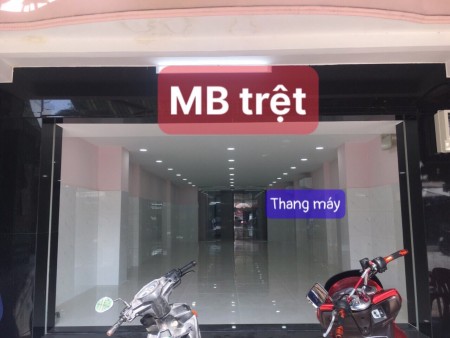 MB trệt
Thang máy